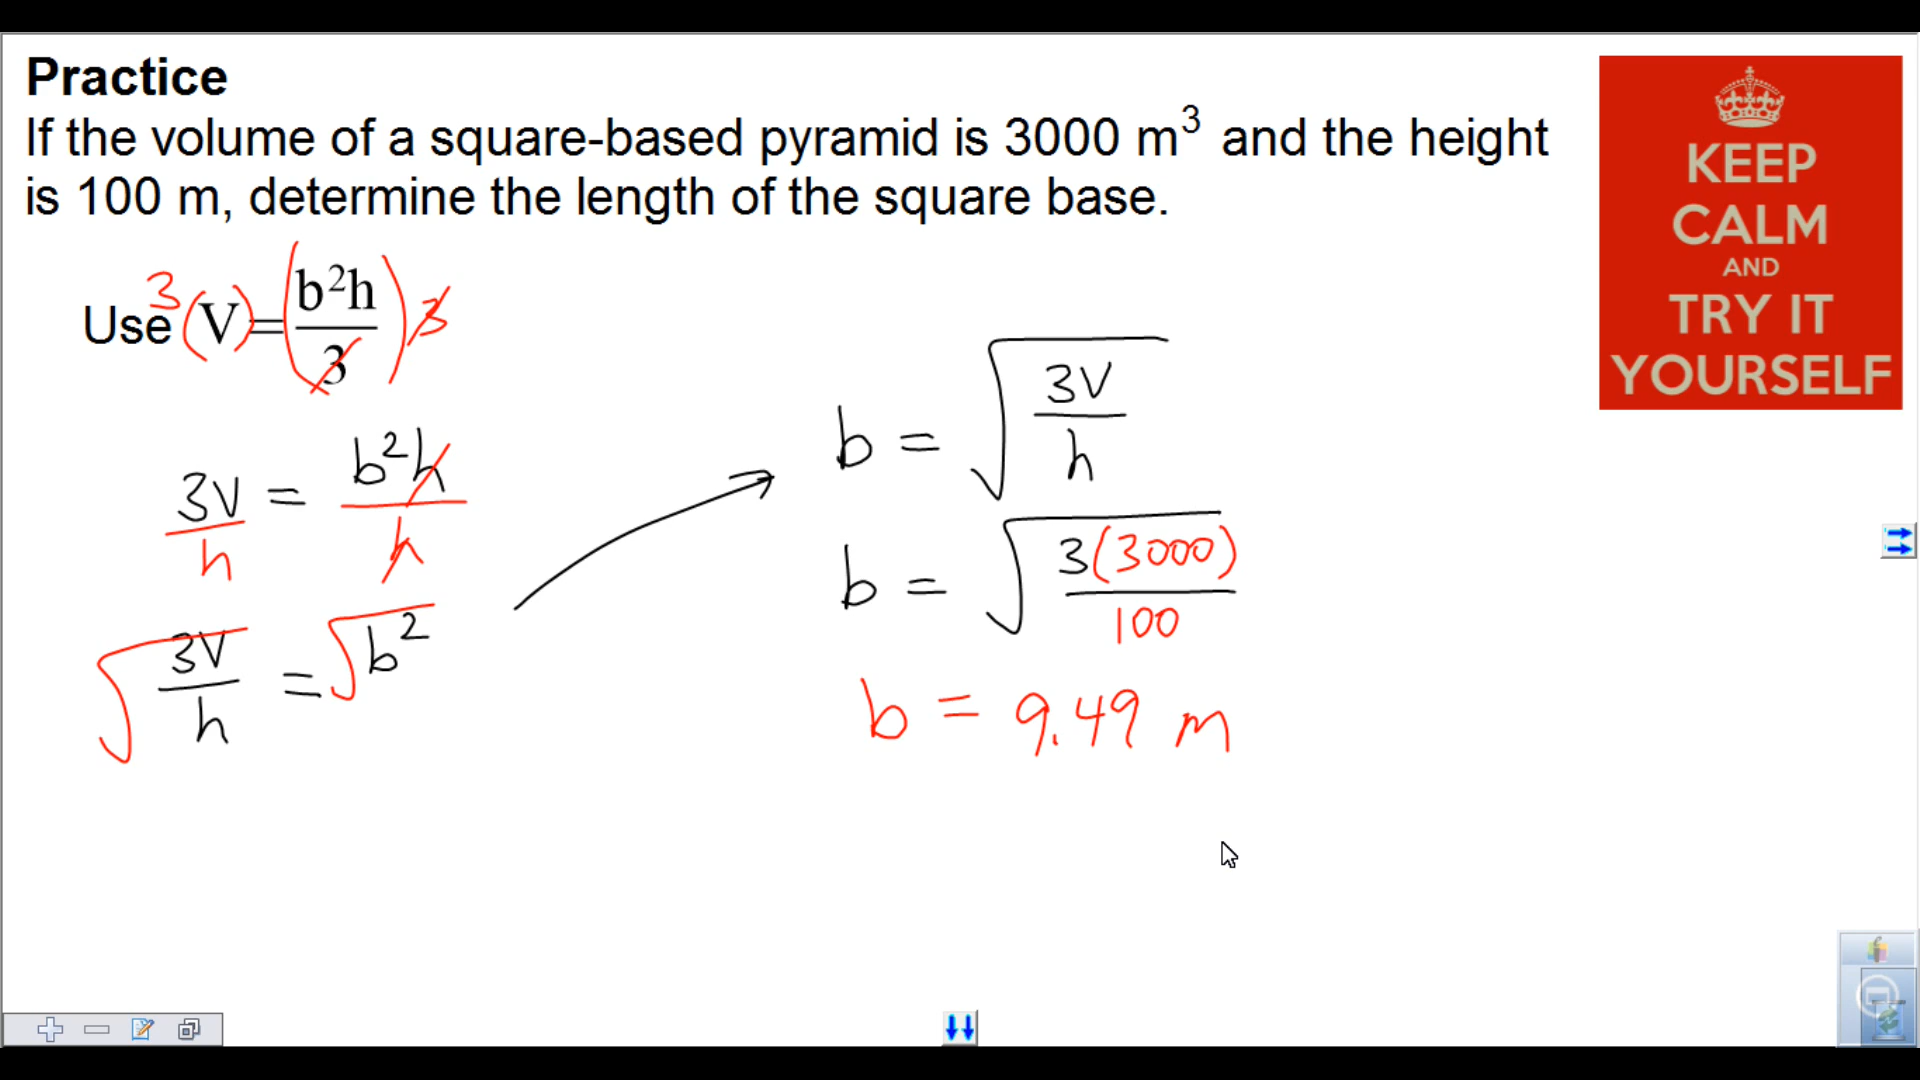 Practice
If the volume of a square-based pyramid is 3000 m³ and the height
is 100 m, determine the length of the square base.
Use 3(V)=(b²h/3)3
3V/h = b²h/h
√(3V/h) = √b²
b = √(3V/h)
b = √(3(3000)/100)
b = 9.49 m
KEEP
CALM
AND
TRY IT
YOURSELF